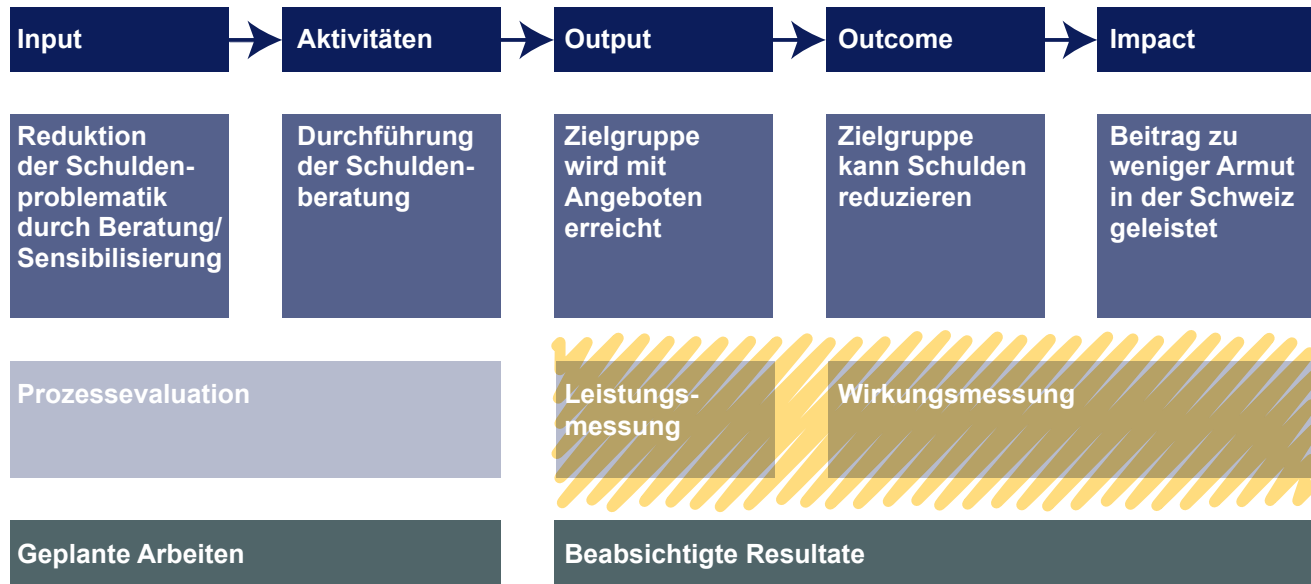 Input
Aktivitäten
Output
Outcome
Impact
Reduktion
der Schulden-
problematik
durch Beratung/
Sensibilisierung
Durchführung
der Schulden-
beratung
Zielgruppe
wird mit
Angeboten
erreicht
Zielgruppe
kann Schulden
reduzieren
Beitrag zu
weniger Armut
in der Schweiz
geleistet
Prozessevaluation
Leistungs-
messung
Wirkungsmessung
Geplante Arbeiten
Beabsichtigte Resultate